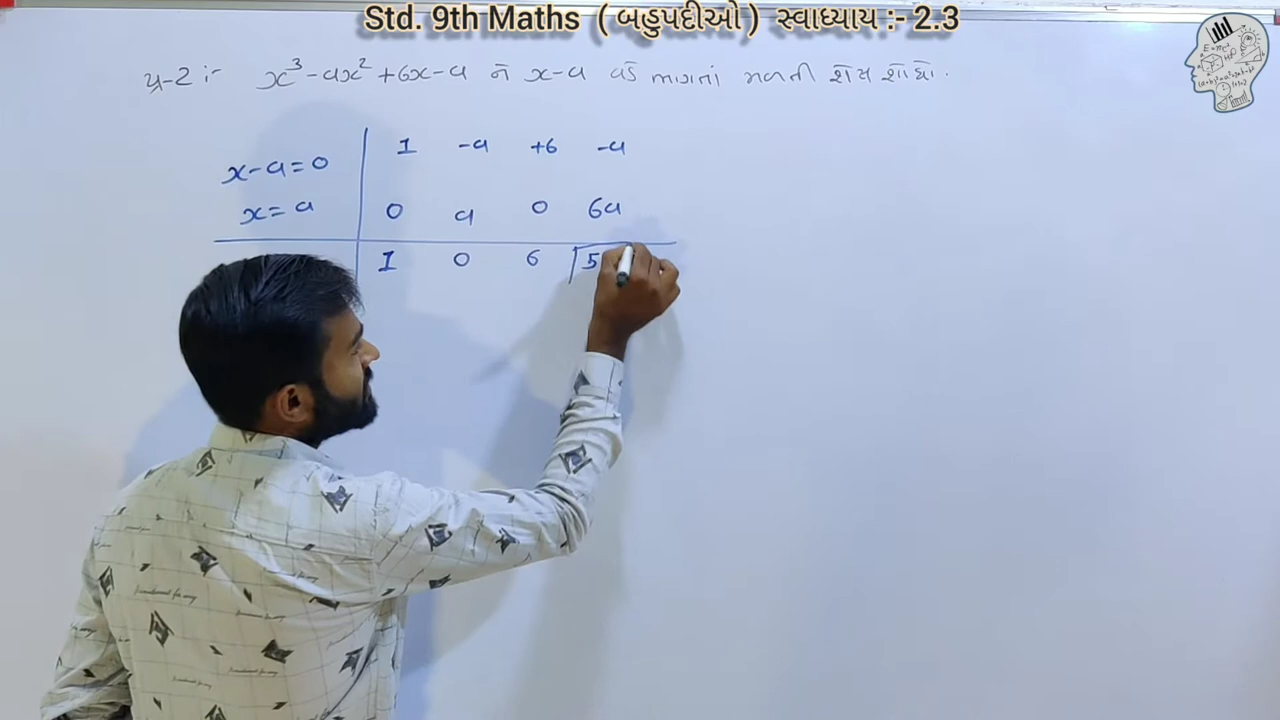 Std. 9th Maths ( બહુપદીઓ ) સ્વાધ્યાય :- 2.3
પ્ર-2 :- x³-ax²+6x-a ને x-a વડે ભાગતાં મળતી શેષ શોધો.
1 -a +6 -a
x-a=0
x=a 0 a 0 6a
1 0 6 5